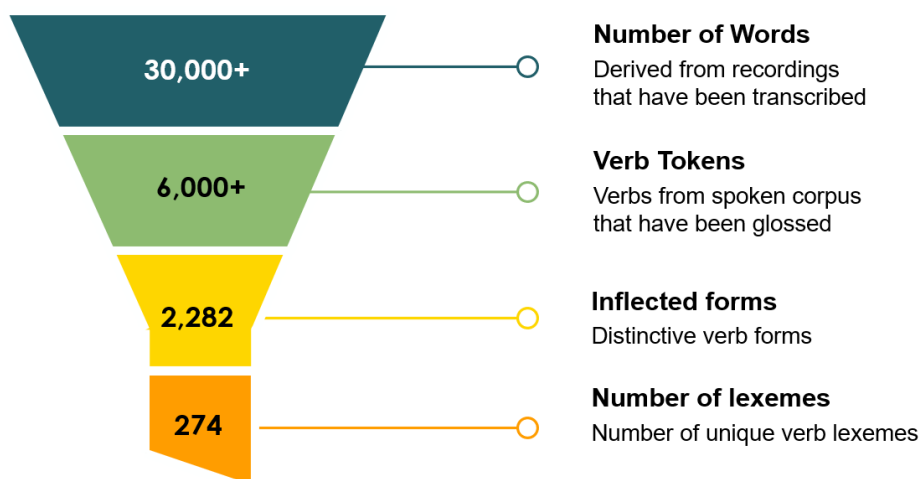 30,000+
Number of Words
Derived from recordings
that have been transcribed
6,000+
Verb Tokens
Verbs from spoken corpus
that have been glossed
2,282
Inflected forms
Distinctive verb forms
274
Number of lexemes
Number of unique verb lexemes